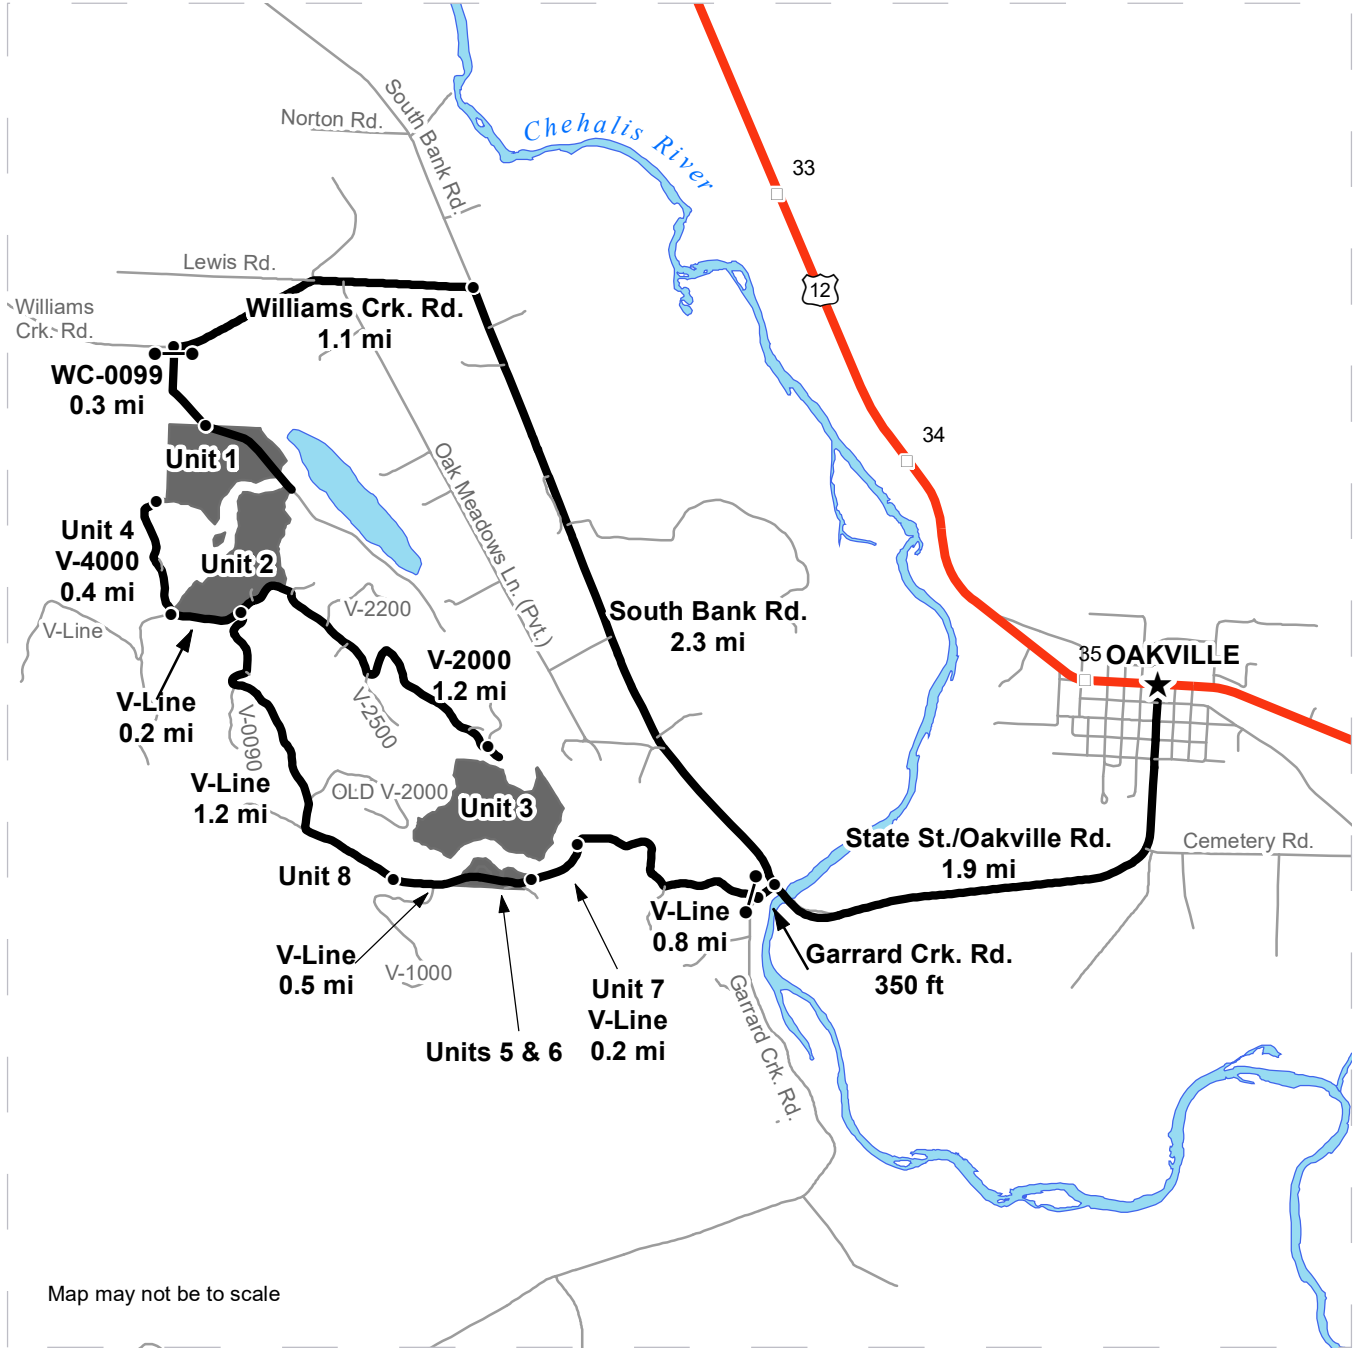 Norton Rd.
South Bank Rd.
Chehalis River
33
12
Lewis Rd.
Williams
Crk. Rd.
Williams Crk. Rd.
1.1 mi
WC-0099
0.3 mi
34
Unit 1
Oak Meadows Ln. (Pvt.)
Unit 4
V-4000
0.4 mi
Unit 2
V-Line
V-2200
South Bank Rd.
2.3 mi
V-2000
1.2 mi
35
OAKVILLE
V-Line
0.2 mi
V-0090
V-2500
V-Line
1.2 mi
OLD V-2000
Unit 3
State St./Oakville Rd.
1.9 mi
Cemetery Rd.
Unit 8
V-Line
0.8 mi
V-Line
0.5 mi
V-1000
Garrard Crk. Rd.
350 ft
Unit 7
V-Line
0.2 mi
Units 5 & 6
Garrard Crk. Rd.
Map may not be to scale